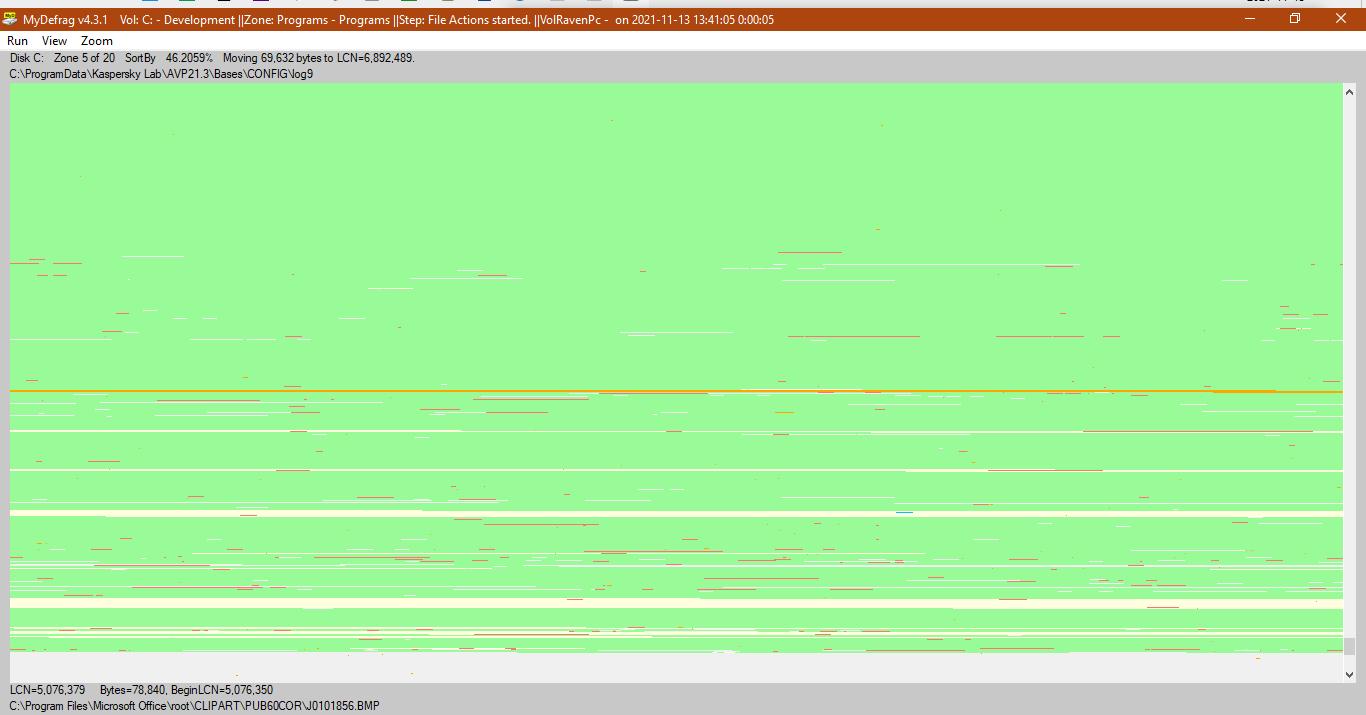 MyDefrag v4.3.1 Vol: C: - Development ||Zone: Programs - Programs ||Step: File Actions started. ||VolRavenPc - on 2021-11-13 13:41:05 0:00:05
Run View Zoom
Disk C: Zone 5 of 20 SortBy 46.2059% Moving 69,632 bytes to LCN=6,892,489.
C:\ProgramData\Kaspersky Lab\AVP21.3\Bases\CONFIG\log9
LCN=5,076,379 Bytes=78,840, BeginLCN=5,076,350
C:\Program Files\Microsoft Office\root\CLIPART\PUB60COR\J0101856.BMP